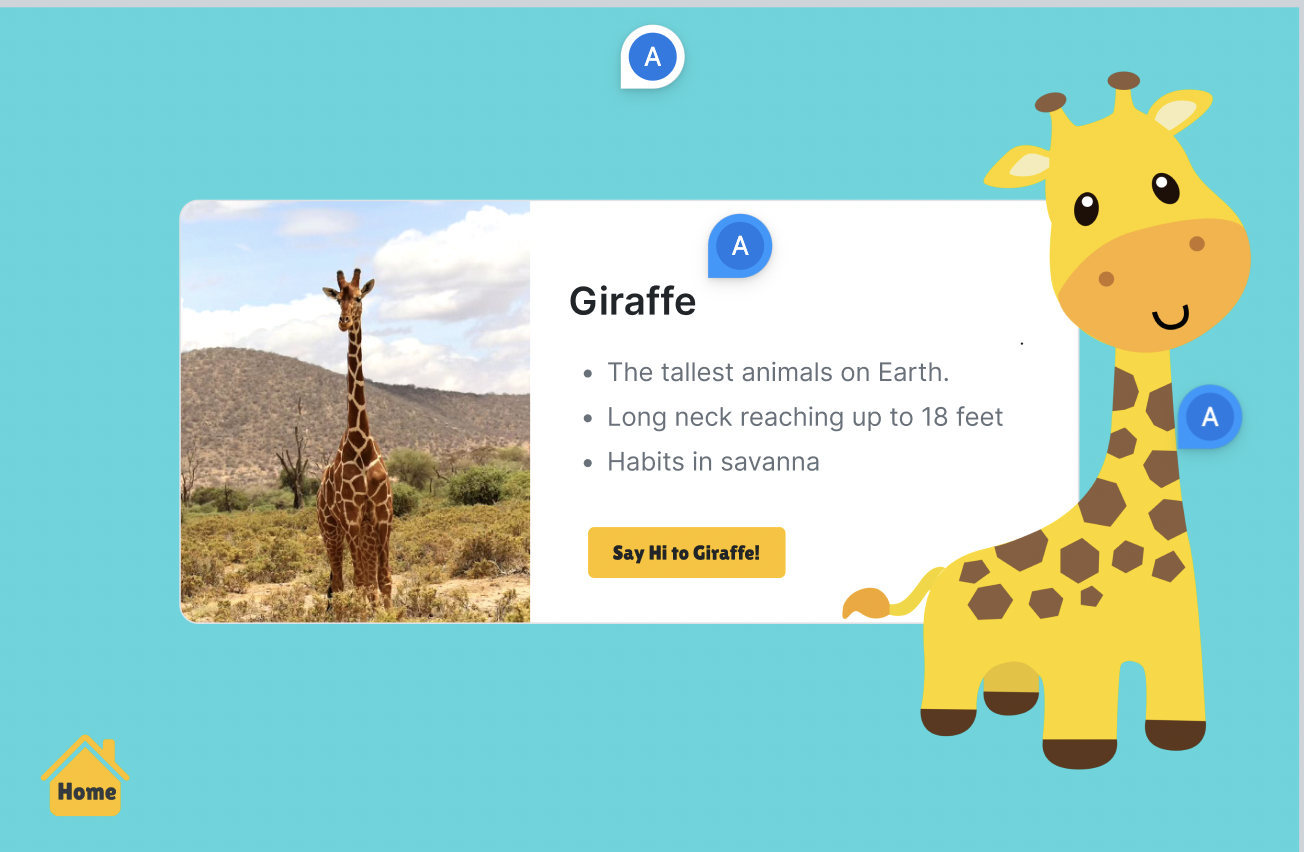 A
A
Giraffe
The tallest animals on Earth.
Long neck reaching up to 18 feet
A
Habits in savanna
Say Hi to Giraffe!
Home